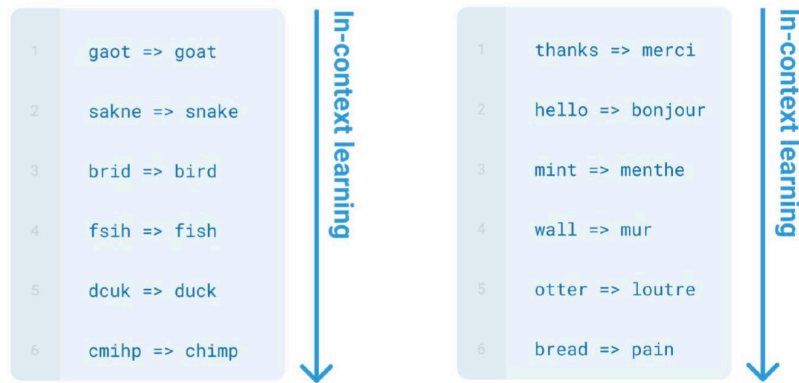 1 gaot => goat
2 sakne => snake
3 brid => bird
4 fsih => fish
5 dcuk => duck
6 cmihp => chimp
In-context learning
1 thanks => merci
2 hello => bonjour
3 mint => menthe
4 wall => mur
5 otter => loutre
6 bread => pain
In-context learning